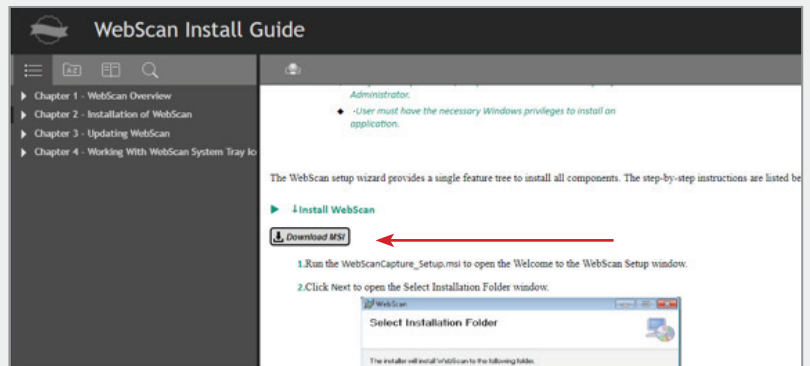 WebScan Install Guide
Chapter 1 - WebScan Overview
Chapter 2 - Installation of WebScan
Chapter 3 - Updating WebScan
Chapter 4 - Working With WebScan System Tray Ic
Administrator.
-User must have the necessary Windows privileges to install an
application.
The WebScan setup wizard provides a single feature tree to install all components. The step-by-step instructions are listed be
Install WebScan
Download MSI
1.Run the WebScanCapture_Setup.msi to open the Welcome to the WebScan Setup window.
2.Click Next to open the Select Installation Folder window.
WebScan
Select Installation Folder
The installer will install WebScan to the following folder.